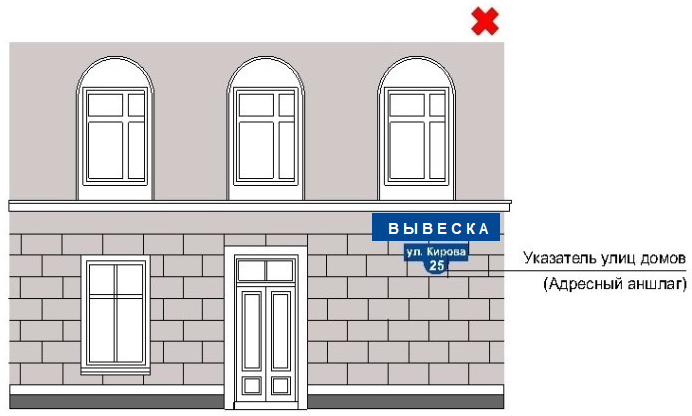 ВЫВЕСКА
ул. Кирова
25
Указатель улиц домов
(Адресный аншлаг)